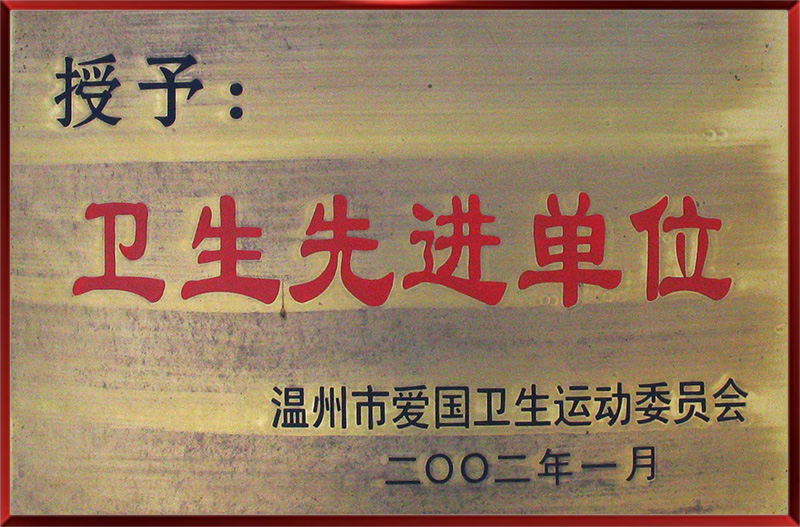 授予：
卫生先进单位
温州市爱国卫生运动委员会
二〇〇二年一月